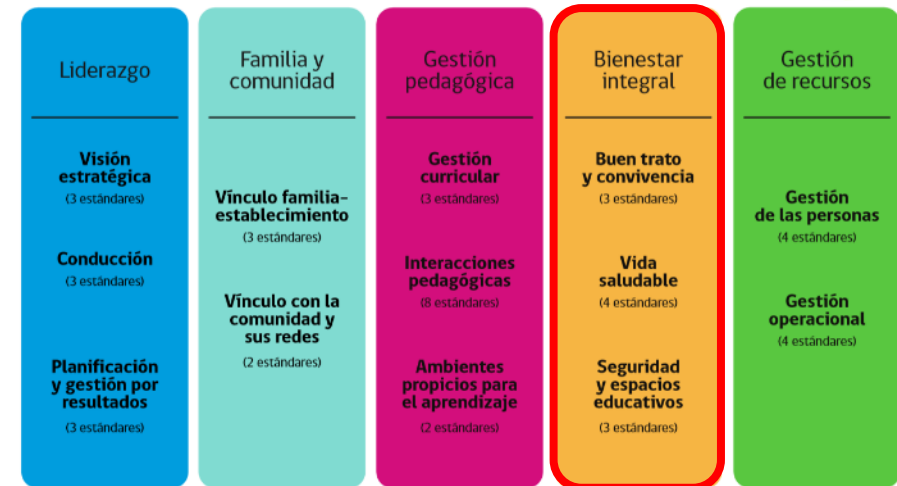 Liderazgo
Visión
estratégica
(3 estándares)
Conducción
(3 estándares)
Planificación
y gestión por
resultados
(3 estándares)
Familia y
comunidad
Vínculo familia–
establecimiento
(3 estándares)
Vínculo con la
comunidad y
sus redes
(2 estándares)
Gestión
pedagógica
Gestión
curricular
(3 estándares)
Interacciones
pedagógicas
(8 estándares)
Ambientes
propicios para
el aprendizaje
(2 estándares)
Bienestar
integral
Buen trato
y convivencia
(3 estándares)
Vida
saludable
(4 estándares)
Seguridad
y espacios
educativos
(3 estándares)
Gestión
de recursos
Gestión
de las personas
(4 estándares)
Gestión
operacional
(4 estándares)